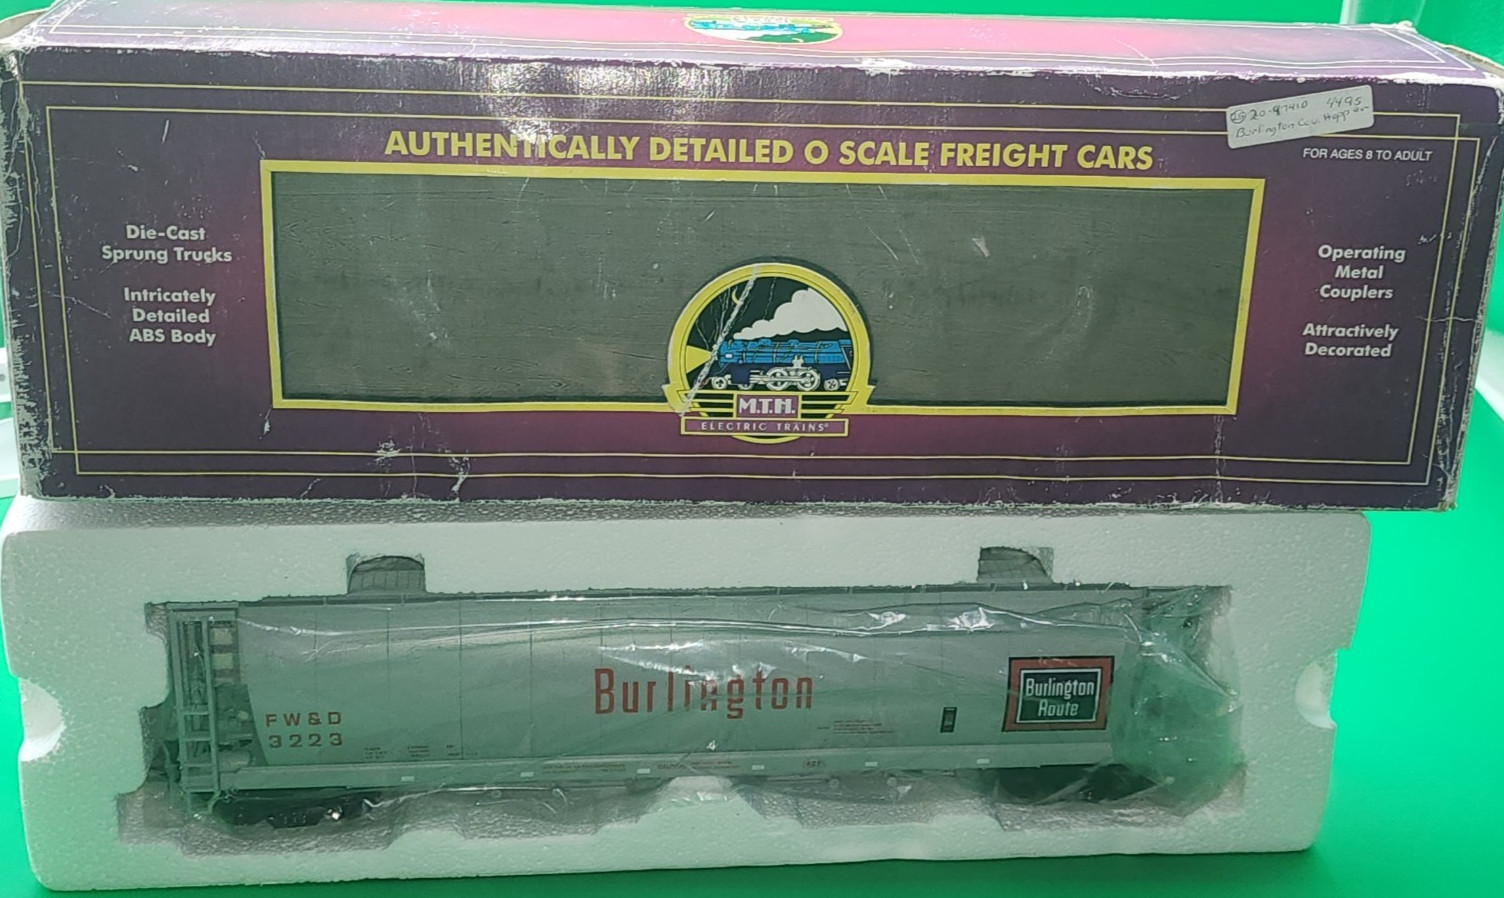 AUTHENTICALLY DETAILED O SCALE FREIGHT CARS
20-97410 4495
Burlington Cov. Hopper
FOR AGES 8 TO ADULT
Die-Cast
Sprung Trucks
Intricately
Detailed
ABS Body
Operating
Metal
Couplers
Attractively
Decorated
M.T.H.
ELECTRIC TRAINS®
Burlington
FW&D
3223
Burlington
Route